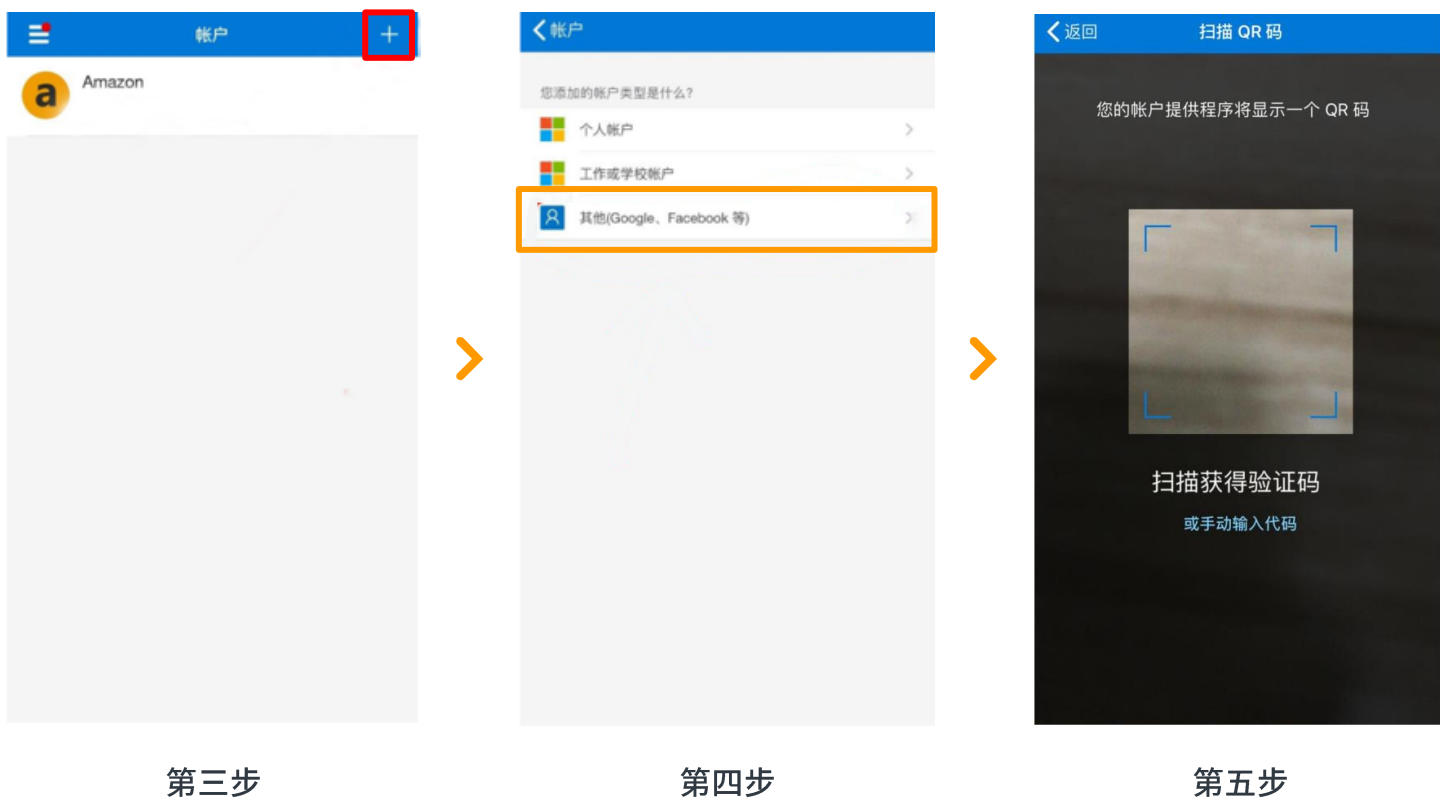 帐户
Amazon
第三步
帐户
您添加的帐户类型是什么?
个人帐户
工作或学校帐户
其他(Google、Facebook 等)
第四步
返回 扫描 QR 码
您的帐户提供程序将显示一个 QR 码
扫描获得验证码
或手动输入代码
第五步